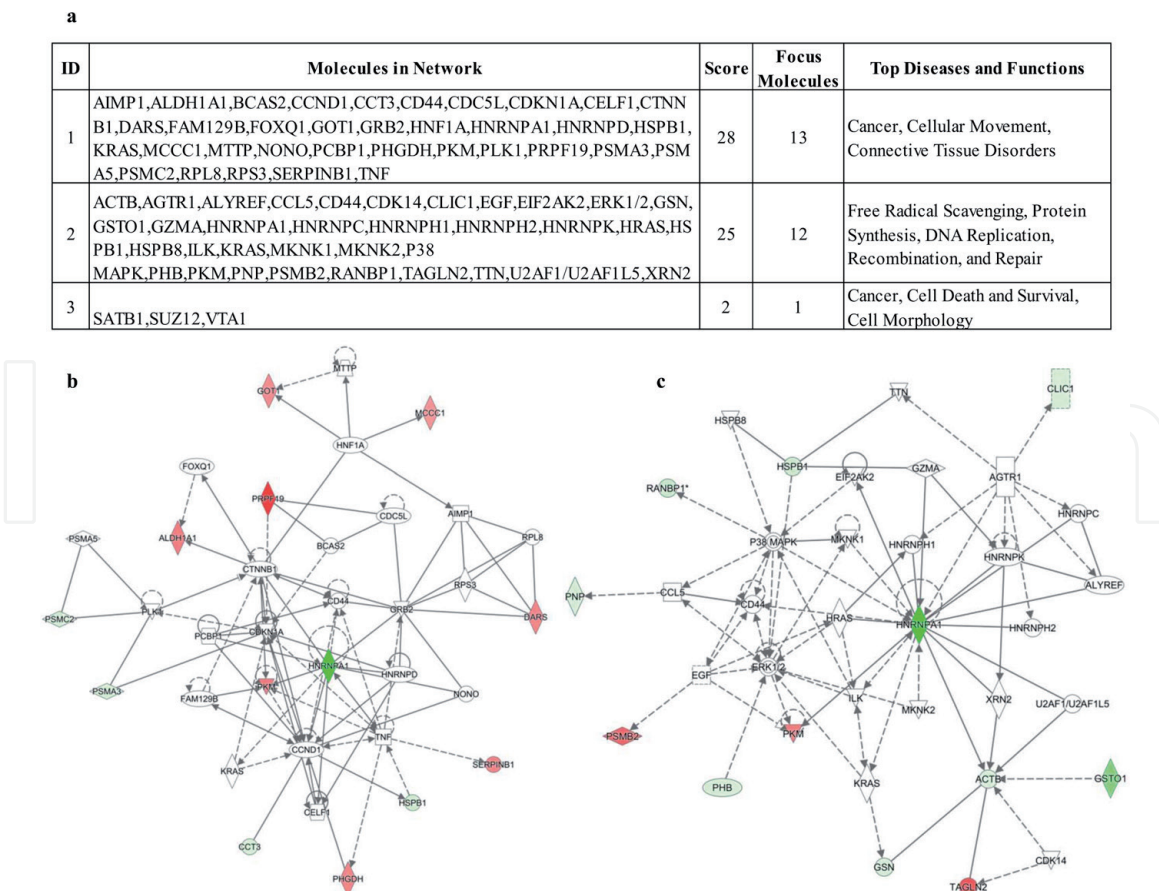 a
ID Molecules in Network Score Focus Molecules Top Diseases and Functions
1
AIMP1,ALDH1A1,BCAS2,CCND1,CCT3,CD44,CDC5L,CDKN1A,CELF1,CTNN
B1,DARS,FAM129B,FOXQ1,GOT1,GRB2,HNF1A,HNRNPA1,HNRNPD,HSPB1,
KRAS,MCCC1,MTTP,NONO,PCBP1,PHGDH,PKM,PLK1,PRPF19,PSMA3,PSM
A5,PSMC2,RPL8,RPS3,SERPINB1,TNF
28
13
Cancer, Cellular Movement,
Connective Tissue Disorders
2
ACTB,AGTR1,ALYREF,CCL5,CD44,CDK14,CLIC1,EGF,EIF2AK2,ERK1/2,GSN,
GSTO1,GZMA,HNRNPA1,HNRNPC,HNRNPH1,HNRNPH2,HNRNPK,HRAS,HS
PB1,HSPB8,ILK,KRAS,MKNK1,MKNK2,P38
MAPK,PHB,PKM,PNP,PSMB2,RANBP1,TAGLN2,TTN,U2AF1/U2AF1L5,XRN2
25
12
Free Radical Scavenging, Protein
Synthesis, DNA Replication,
Recombination, and Repair
3
SATB1,SUZ12,VTA1
2
1
Cancer, Cell Death and Survival,
Cell Morphology
b
MTTP
GOT1
MCCC1
HNF1A
FOXQ1
PRPF19
CDC5L
AIMP1
ALDH1A1
BCAS2
RPL8
PSMA5
CTNNB1
RPS3
CD44
GRB2
PLK1
PSMC2
DARS
PCBP1
CDKN1A
HNRNPA1
HNRNPD
PSMA3
FAM129B
PKM
NONO
TNF
CCND1
KRAS
SERPINB1
HSPB1
CELF1
CCT3
PHGDH
c
TTN
CLIC1
HSPB8
HSPB1
GZMA
EIF2AK2
AGTR1
RANBP1*
HNRNPC
P38 MAPK
MKNK1
HNRNPH1
HNRNPK
ALYREF
PNP
CCL5
CD44
HRAS
HNRNPA1
HNRNPH2
EGF
ERK1/2
ILK
MKNK2
XRN2
U2AF1/U2AF1L5
PSMB2
PKM
PHB
KRAS
ACTB
GSTO1
GSN
CDK14
TAGLN2